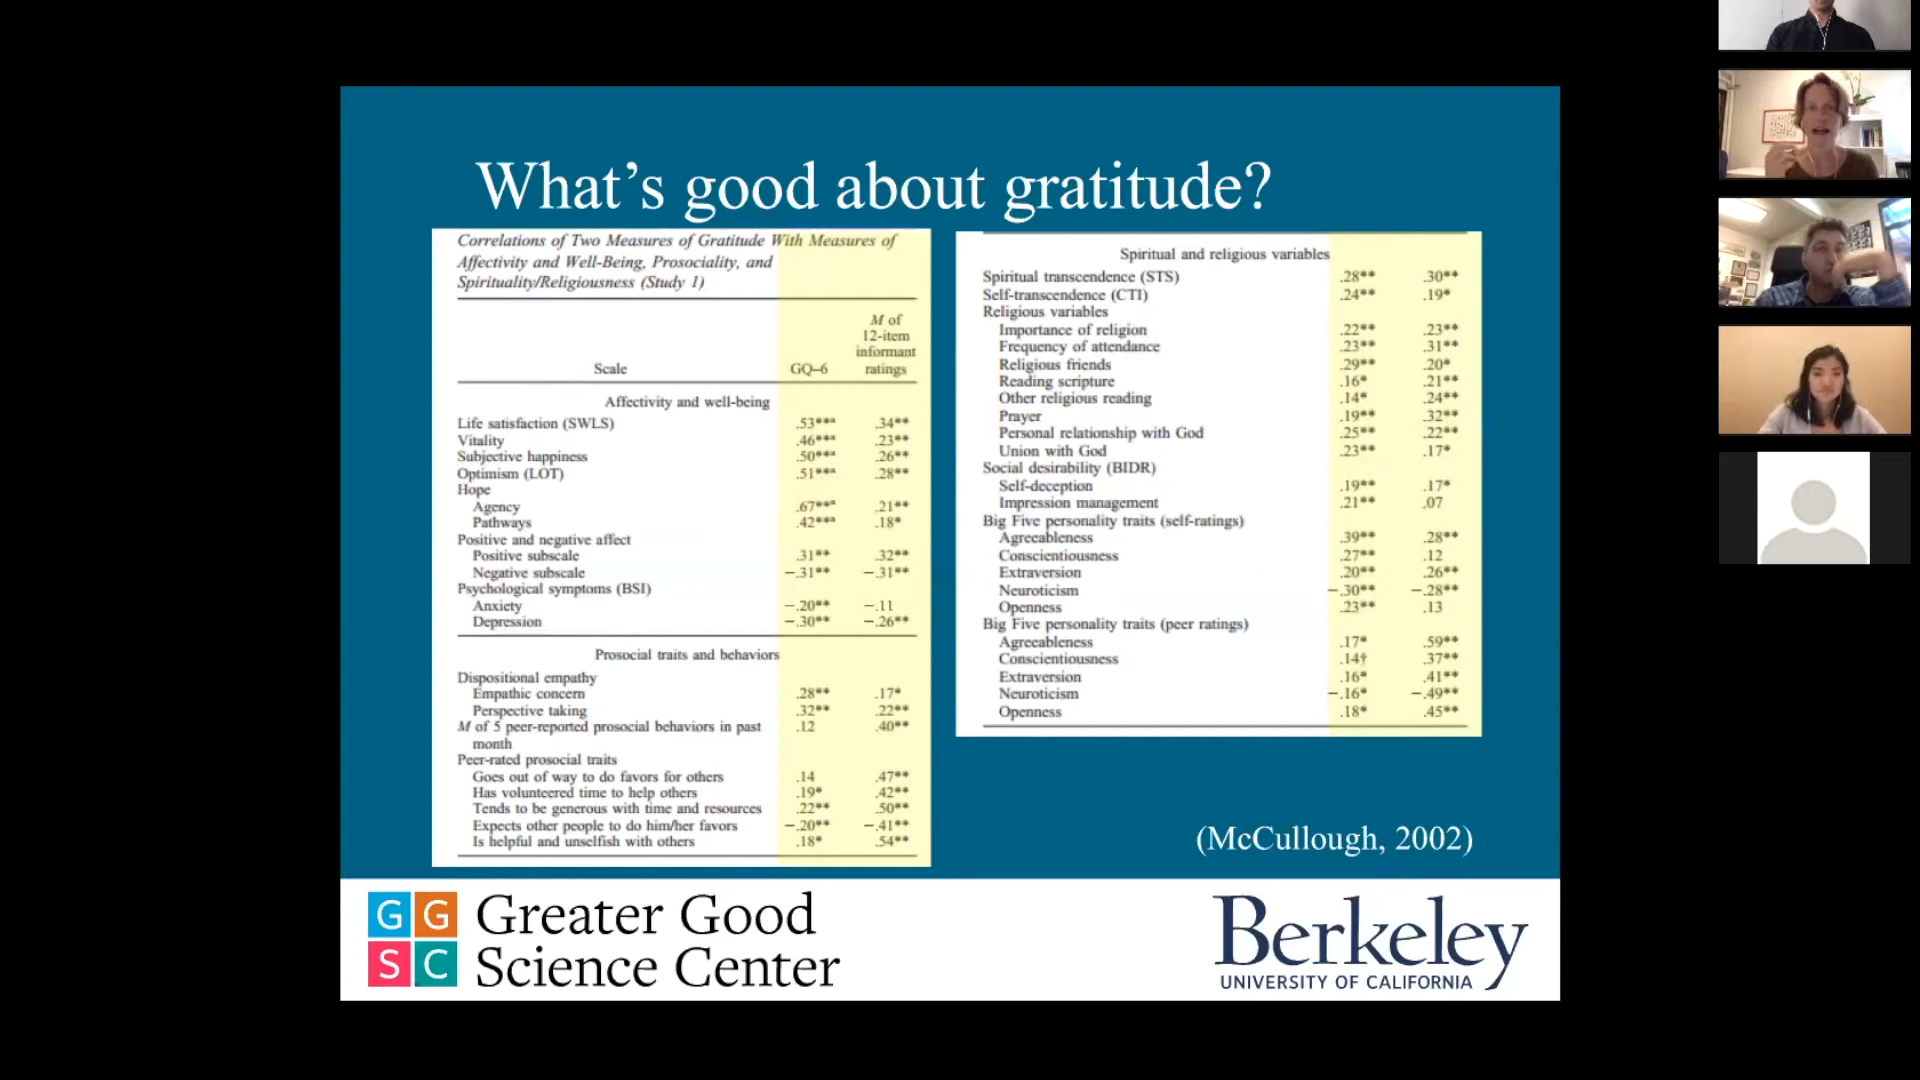 What's good about gratitude?
Correlations of Two Measures of Gratitude With Measures of
Affectivity and Well-Being, Prosociality, and
Spirituality/Religiousness (Study 1)
M of
12-item
informant
Scale GQ–6 ratings
Affectivity and well-being
Life satisfaction (SWLS) .53*** .34**
Vitality .46*** .23**
Subjective happiness .50*** .26**
Optimism (LOT) .51*** .28**
Hope
Agency .67*** .21**
Pathways .42*** .18*
Positive and negative affect
Positive subscale .31** .32**
Negative subscale −.31** −.31**
Psychological symptoms (BSI)
Anxiety −.20** −.11
Depression −.30** −.26**
Prosocial traits and behaviors
Dispositional empathy
Empathic concern .28** .17*
Perspective taking .32** .22**
M of 5 peer-reported prosocial behaviors in past .12 .40**
month
Peer-rated prosocial traits
Goes out of way to do favors for others .14 .47**
Has volunteered time to help others .19* .42**
Tends to be generous with time and resources .22** .50**
Expects other people to do him/her favors −.20** −.41**
Is helpful and unselfish with others .18* .54**
Spiritual and religious variables
Spiritual transcendence (STS) .28** .30**
Self-transcendence (CTI) .24** .19*
Religious variables
Importance of religion .22** .23**
Frequency of attendance .23** .31**
Religious friends .29** .20*
Reading scripture .16* .21**
Other religious reading .14* .24**
Prayer .19** .32**
Personal relationship with God .25** .22**
Union with God .23** .17*
Social desirability (BIDR)
Self-deception .19** .17*
Impression management .21** .07
Big Five personality traits (self-ratings)
Agreeableness .39** .28**
Conscientiousness .27** .12
Extraversion .20** .26**
Neuroticism −.30** −.28**
Openness .23** .13
Big Five personality traits (peer ratings)
Agreeableness .17* .59**
Conscientiousness .14† .37**
Extraversion .16* .41**
Neuroticism −.16* −.49**
Openness .18* .45**
(McCullough, 2002)
G G
S C
Greater Good
Science Center
Berkeley
UNIVERSITY OF CALIFORNIA